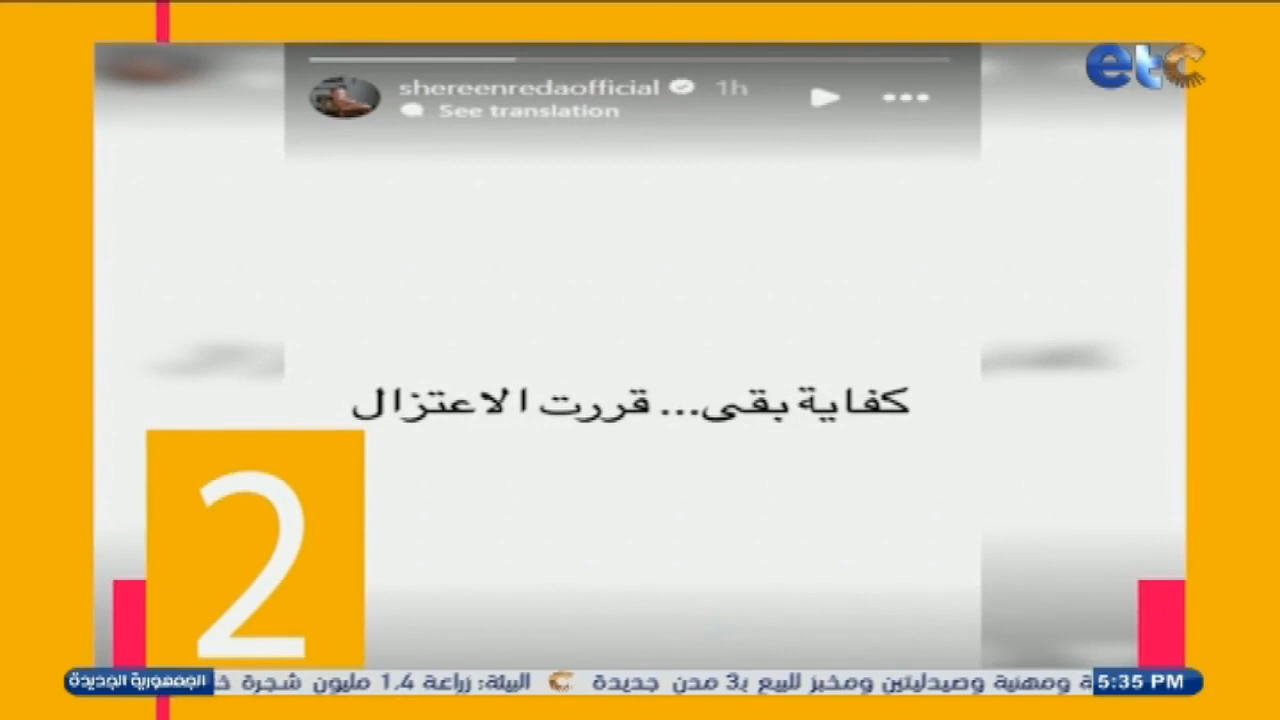 etc
shereenredaofficial 1h
See translation
كفاية بقى... قررت الاعتزال
2
الجمهورية الجديدة
ومهنية وصيدليتين ومخبز للبيع بـ3 مدن جديدة البيئة: زراعة 1.4 مليون شجرة
5:35 PM